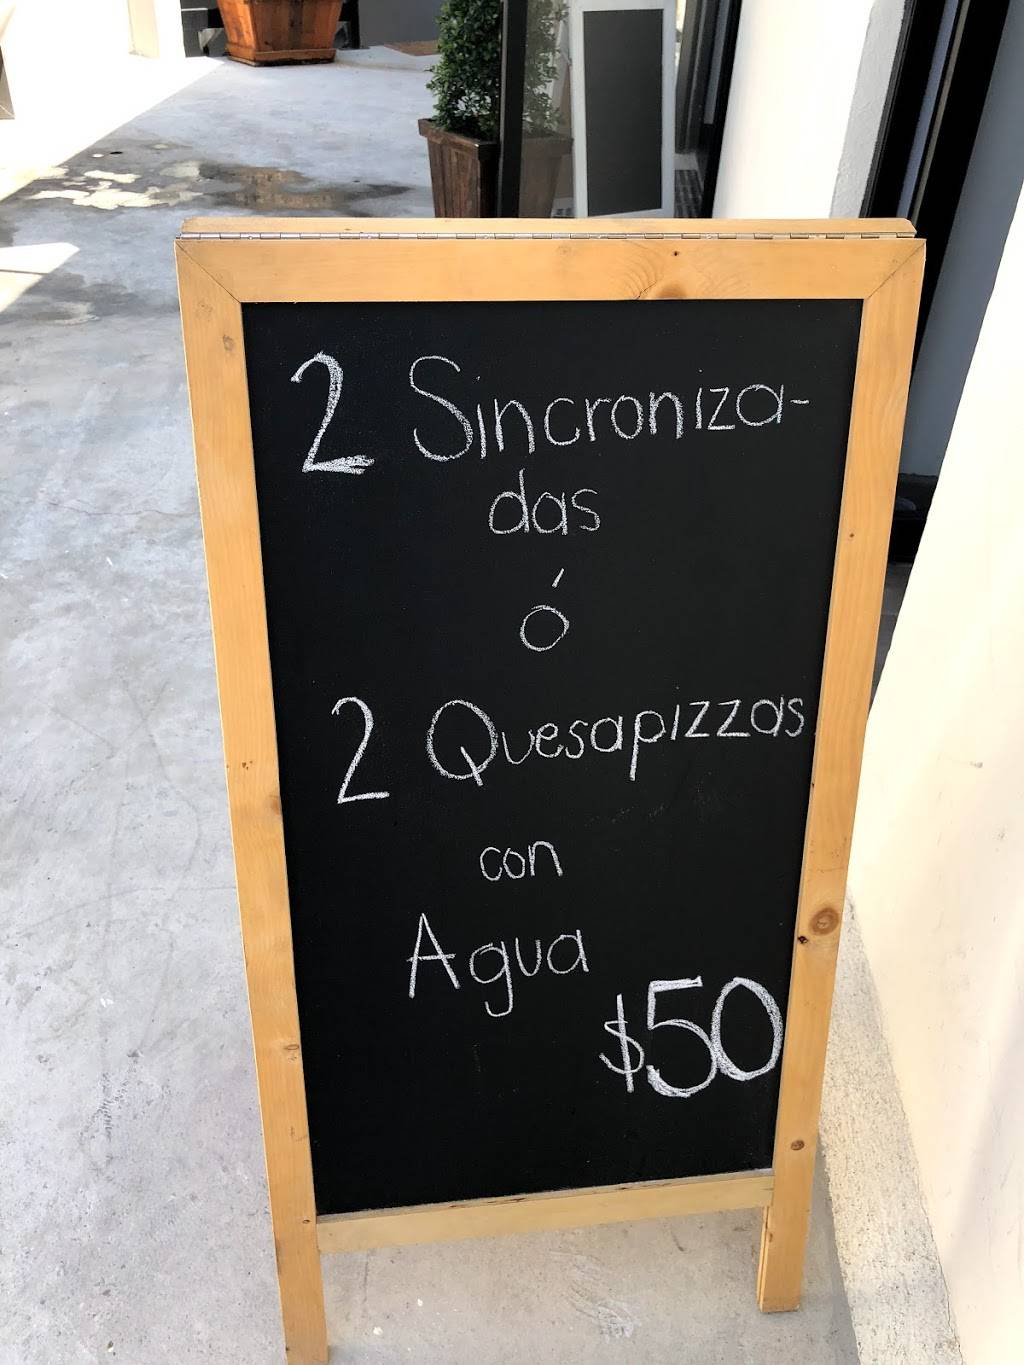 2 Sincroniza-
das
ó
2 Quesapizzas
con
Agua
$50